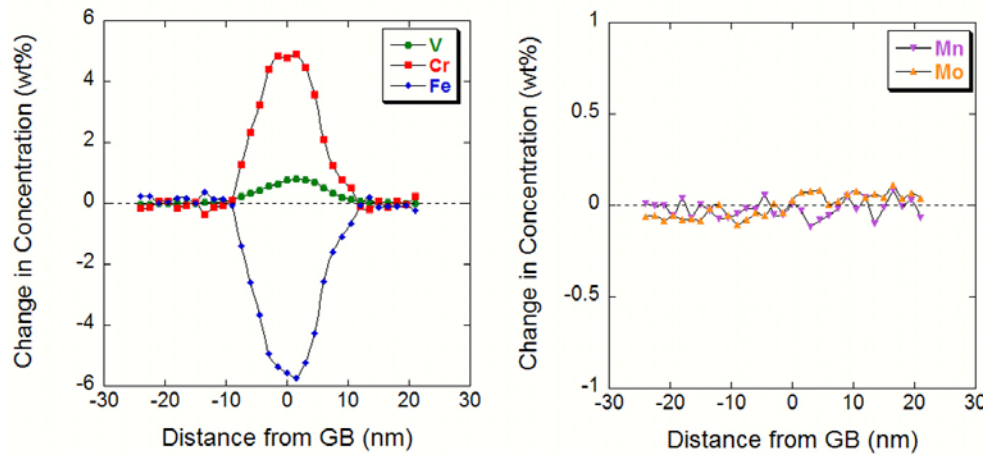 6
4
2
0
-2
-4
-6
-30 -20 -10 0 10 20 30
Change in Concentration (wt%)
Distance from GB (nm)
V
Cr
Fe
1
0.5
0
-0.5
-1
-30 -20 -10 0 10 20 30
Change in Concentration (wt%)
Distance from GB (nm)
Mn
Mo